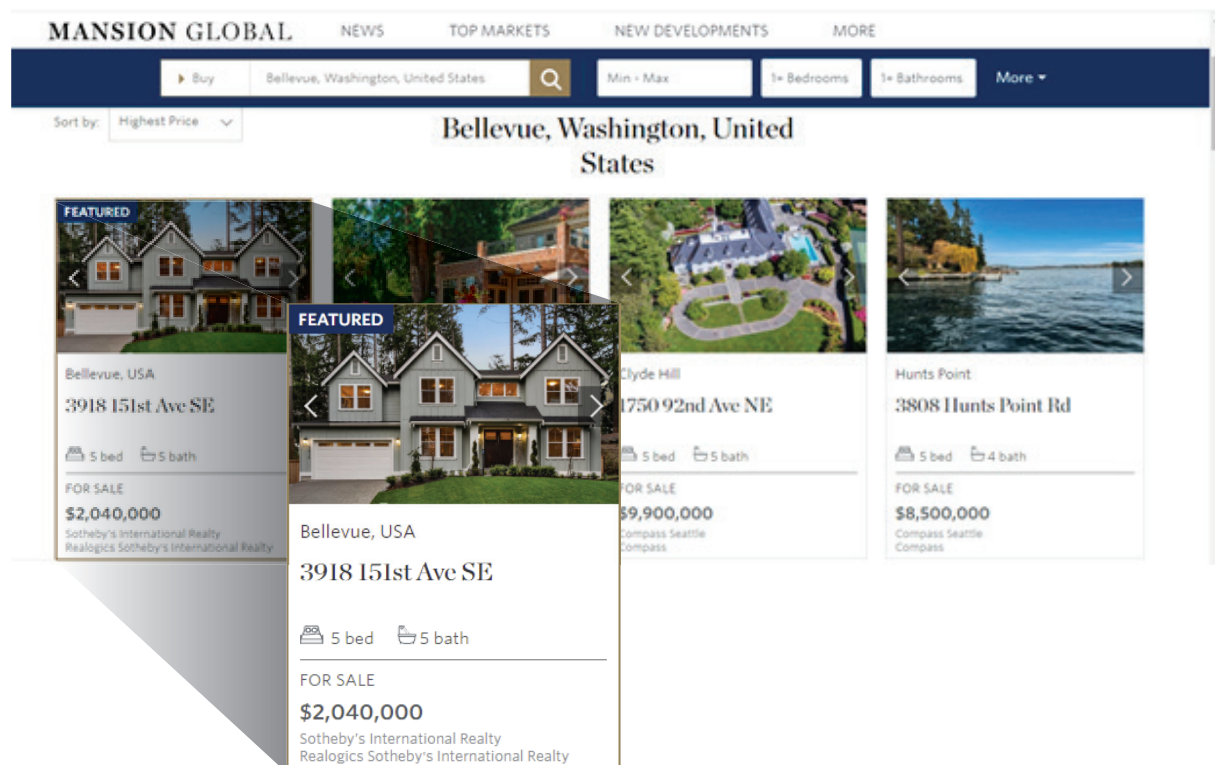 MANSION GLOBAL
NEWS
TOP MARKETS
NEW DEVELOPMENTS
MORE
Buy
Bellevue, Washington, United States
Min - Max
1+ Bedrooms
1+ Bathrooms
More
Sort by:
Highest Price
Bellevue, Washington, United
States
FEATURED
Bellevue, USA
3918 151st Ave SE
5 bed
5 bath
FOR SALE
$2,040,000
Sotheby's International Realty
Realogics Sotheby's International Realty
FEATURED
Bellevue, USA
3918 151st Ave SE
5 bed
5 bath
FOR SALE
$2,040,000
Sotheby's International Realty
Realogics Sotheby's International Realty
Clyde Hill
1750 92nd Ave NE
5 bed
5 bath
FOR SALE
$9,900,000
Compass Seattle
Compass
Hunts Point
3808 Hunts Point Rd
5 bed
4 bath
FOR SALE
$8,500,000
Compass Seattle
Compass